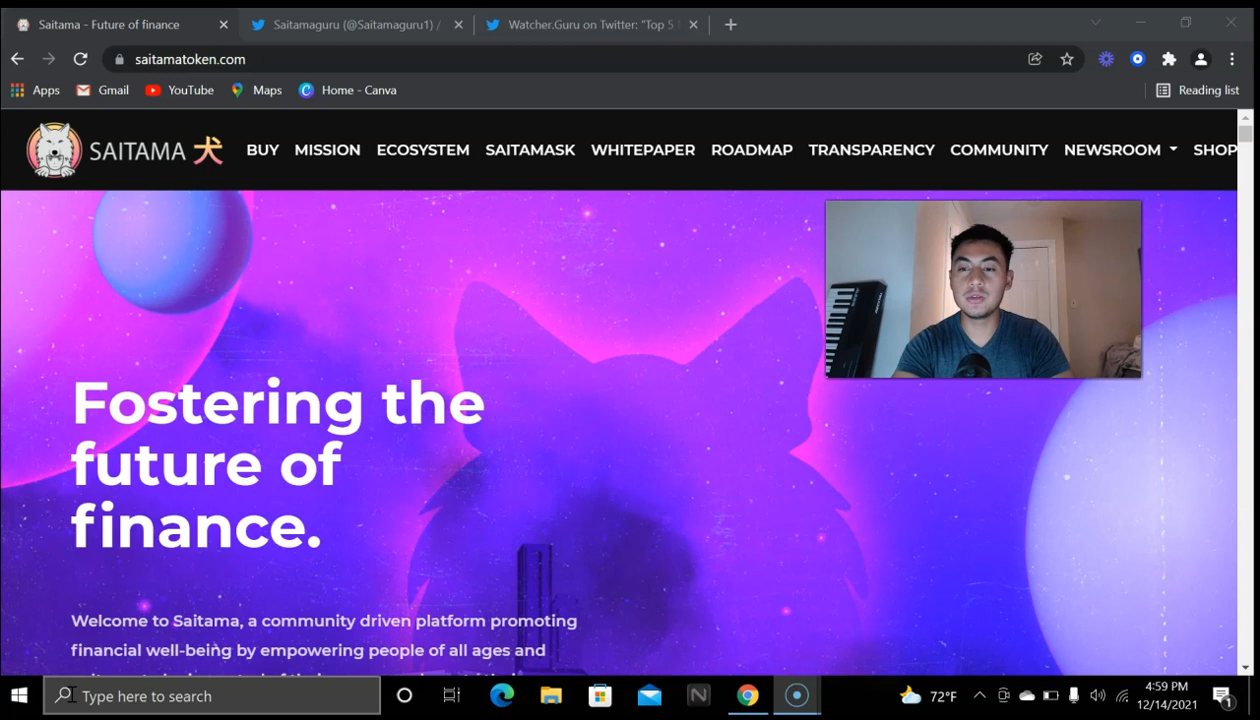 Saitama - Future of finance
Saitamaguru (@Saitamaguru1) /
Watcher.Guru on Twitter: "Top 5
saitamatoken.com
Apps
Gmail
YouTube
Maps
Home - Canva
Reading list
SAITAMA 犬
BUY
MISSION
ECOSYSTEM
SAITAMASK
WHITEPAPER
ROADMAP
TRANSPARENCY
COMMUNITY
NEWSROOM
SHOP
Fostering the
future of
finance.
Welcome to Saitama, a community driven platform promoting
financial well-being by empowering people of all ages and
Type here to search
72°F
4:59 PM
12/14/2021
1